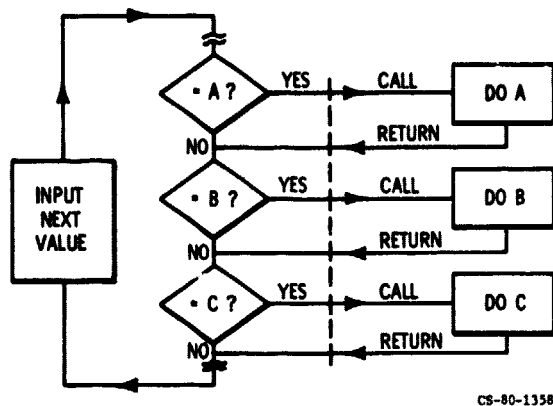 = A ?
YES
CALL
DO A
NO
RETURN
INPUT
NEXT
VALUE
= B ?
YES
CALL
DO B
NO
RETURN
= C ?
YES
CALL
DO C
NO
RETURN
CS-80-1358